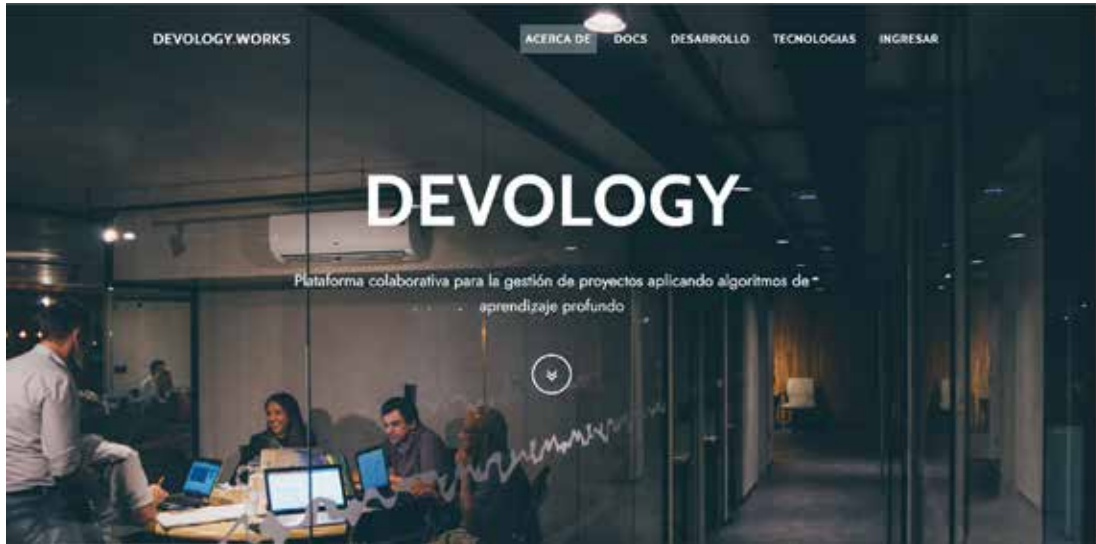 DEVOLOGY.WORKS
ACERCA DE DOCS DESARROLLO TECNOLOGIAS INGRESAR
DEVOLOGY
Plataforma colaborativa para la gestión de proyectos aplicando algoritmos de
aprendizaje profundo